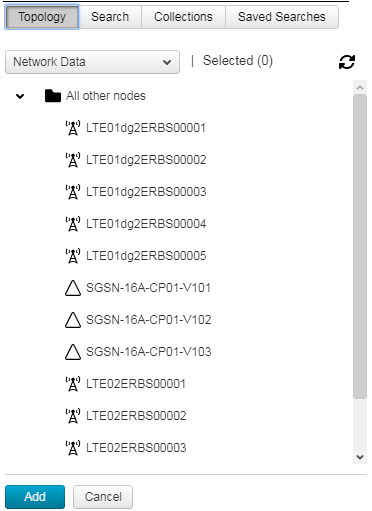 Topology Search Collections Saved Searches
Network Data | Selected (0)
All other nodes
LTE01dg2ERBS00001
LTE01dg2ERBS00002
LTE01dg2ERBS00003
LTE01dg2ERBS00004
LTE01dg2ERBS00005
SGSN-16A-CP01-V101
SGSN-16A-CP01-V102
SGSN-16A-CP01-V103
LTE02ERBS00001
LTE02ERBS00002
LTE02ERBS00003
Add Cancel